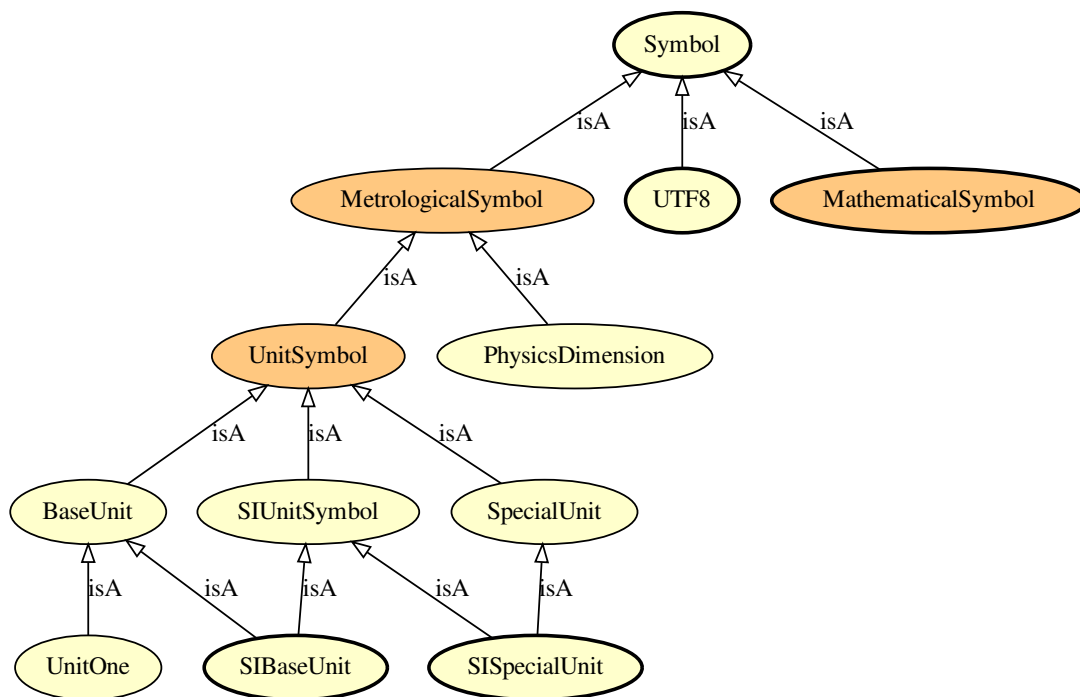 Symbol
isA
isA
isA
MetrologicalSymbol
UTF8
MathematicalSymbol
isA
isA
UnitSymbol
PhysicsDimension
isA
isA
isA
BaseUnit
SIUnitSymbol
SpecialUnit
isA
isA
isA
isA
isA
UnitOne
SIBaseUnit
SISpecialUnit